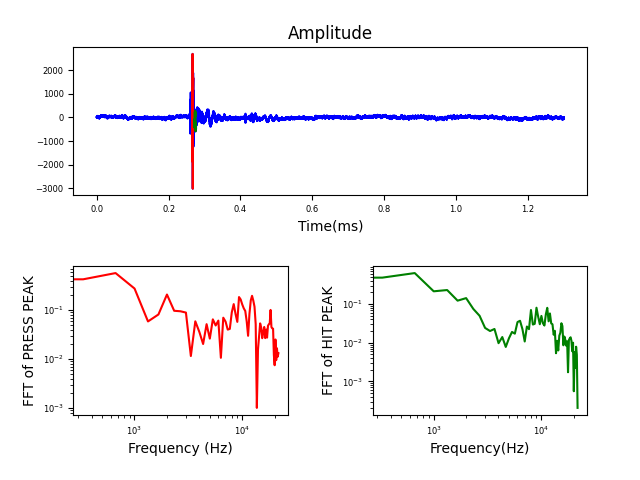 Amplitude
2000
1000
0
−1000
−2000
−3000
0.0 0.2 0.4 0.6 0.8 1.0 1.2
Time(ms)
FFT of PRESS PEAK
10⁻¹
10⁻²
10⁻³
10³ 10⁴
Frequency (Hz)
FFT of HIT PEAK
10⁻¹
10⁻²
10⁻³
10³ 10⁴
Frequency(Hz)